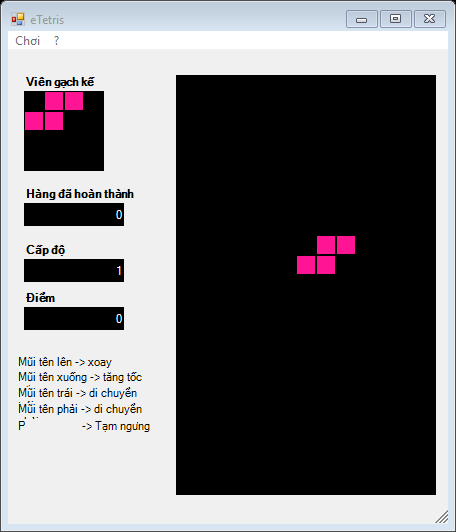 eTetris
Chơi ?
Viên gạch kế
Hàng đã hoàn thành
0
Cấp độ
1
Điểm
0
Mũi tên lên -> xoay
Mũi tên xuống -> tăng tốc
Mũi tên trái -> di chuyển
Mũi tên phải -> di chuyển
P -> Tạm ngưng